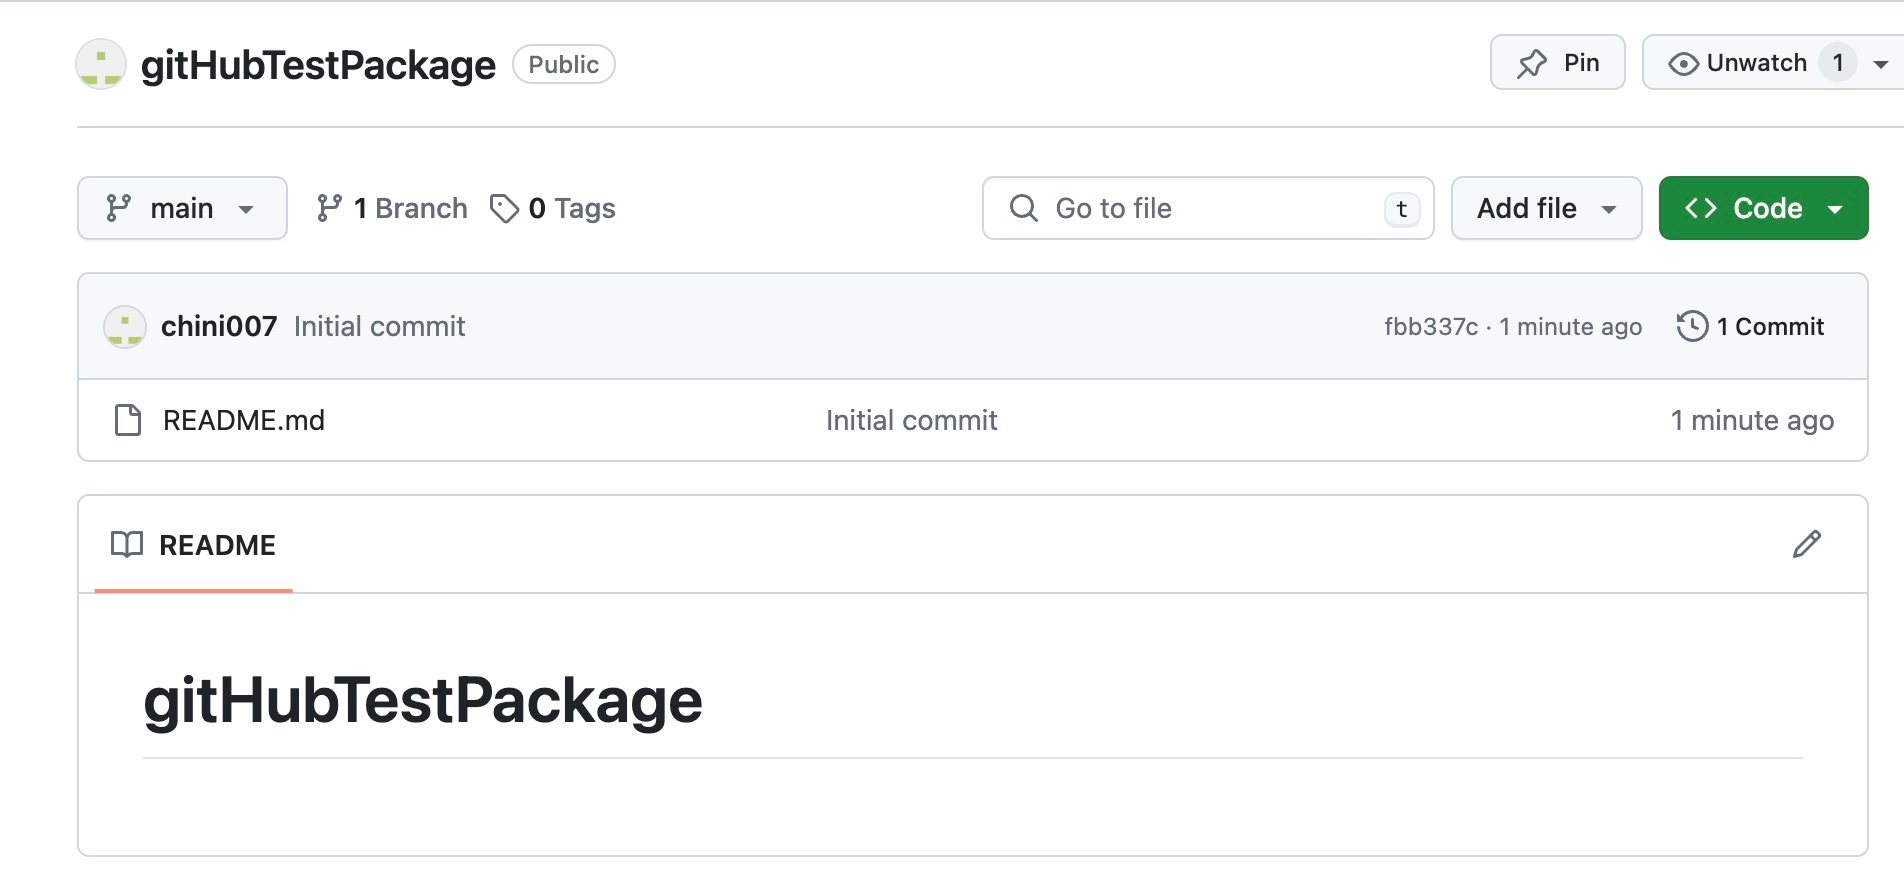 gitHubTestPackage Public Pin Unwatch 1
main 1 Branch 0 Tags Go to file t Add file Code
chini007 Initial commit fbb337c · 1 minute ago 1 Commit
README.md Initial commit 1 minute ago
README
gitHubTestPackage